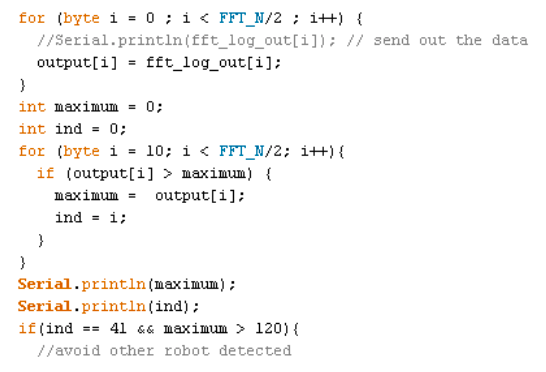 for (byte i = 0 ; i < FFT_N/2 ; i++) {
  //Serial.println(fft_log_out[i]); // send out the data
  output[i] = fft_log_out[i];
}
int maximum = 0;
int ind = 0;
for (byte i = 10; i < FFT_N/2; i++){
  if (output[i] > maximum) {
    maximum =  output[i];
    ind = i;
  }
}
Serial.println(maximum);
Serial.println(ind);
if(ind == 41 && maximum > 120){
  //avoid other robot detected